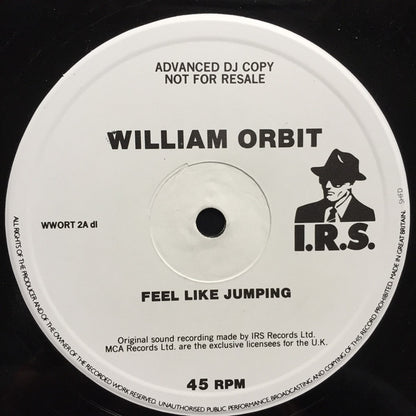 ADVANCED DJ COPY
NOT FOR RESALE
WILLIAM ORBIT
WWORT 2A dl
I.R.S.
FEEL LIKE JUMPING
Original sound recording made by IRS Records Ltd.
MCA Records Ltd. are the exclusive licensees for the U.K.
45 RPM
ALL RIGHTS OF THE PRODUCER AND OF THE OWNER OF THE RECORDED WORK RESERVED. UNAUTHORISED PUBLIC PERFORMANCE, BROADCASTING AND COPYING OF THIS RECORD PROHIBITED. MADE IN GREAT BRITAIN.